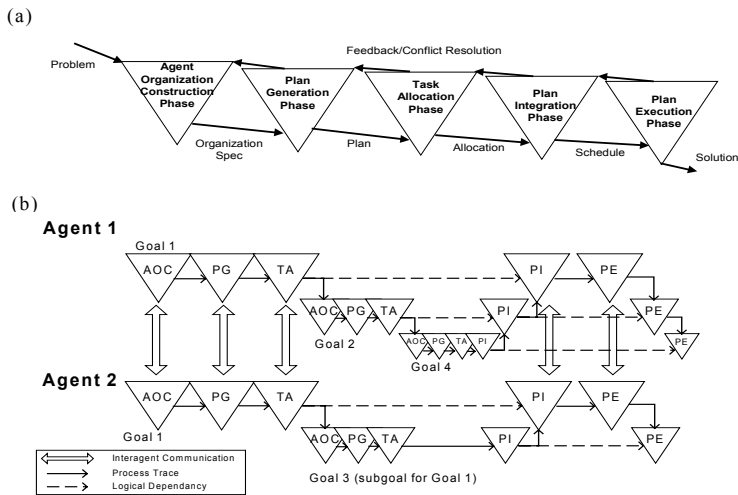 (a)
Feedback/Conflict Resolution
Problem
Agent
Organization
Construction
Phase
Plan
Generation
Phase
Task
Allocation
Phase
Plan
Integration
Phase
Plan
Execution
Phase
Organization
Spec
Plan
Allocation
Schedule
Solution
(b)
Agent 1
Goal 1
AOC PG TA PI PE
AOC PG TA PI PE
Goal 2
AOC PG TA PI PE
Goal 4
Agent 2
AOC PG TA PI PE
Goal 1
AOC PG TA PI PE
Goal 3 (subgoal for Goal 1)
Interagent Communication
Process Trace
Logical Dependancy